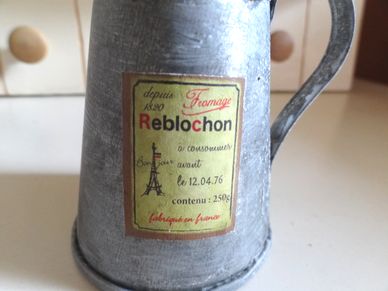 depuis
1820
Fromage
Reblochon
à consommer
Bonjour
avant
le 12.04.76
contenu : 250g
fabriqué en france